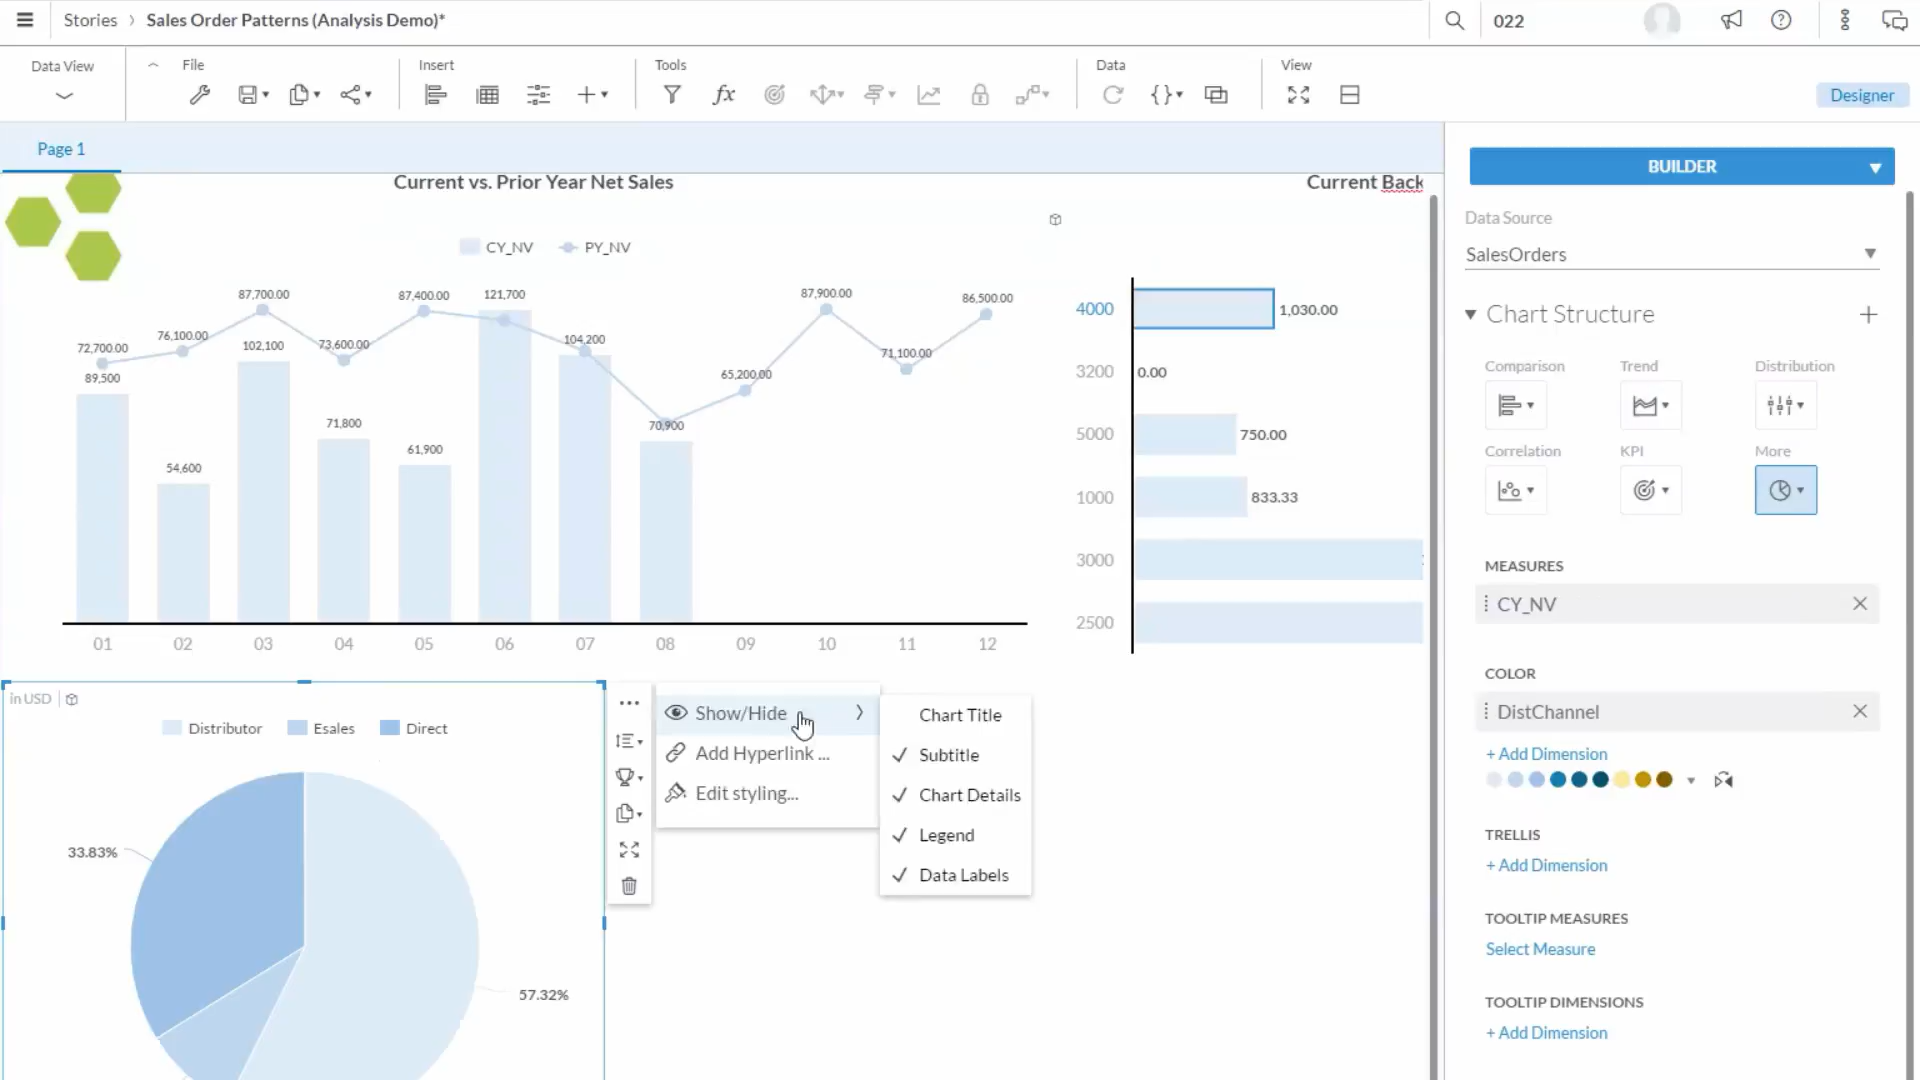 Stories › Sales Order Patterns (Analysis Demo)*
022
Data View
File
Insert
Tools
Data
View
fx
{}
Designer
Page 1
Current vs. Prior Year Net Sales
Current Back
CY_NV
PY_NV
87,700.00
87,400.00
121,700
87,900.00
86,500.00
72,700.00
76,100.00
102,100
73,600.00
104,200
71,100.00
89,500
65,200.00
54,600
71,800
61,900
70,900
01 02 03 04 05 06 07 08 09 10 11 12
4000
1,030.00
3200
0.00
5000
750.00
1000
833.33
3000
2500
in USD
Distributor
Esales
Direct
33.83%
57.32%
Show/Hide
Add Hyperlink ...
Edit styling...
Chart Title
Subtitle
Chart Details
Legend
Data Labels
BUILDER
Data Source
SalesOrders
Chart Structure
Comparison
Trend
Distribution
Correlation
KPI
More
MEASURES
CY_NV
COLOR
DistChannel
+ Add Dimension
TRELLIS
+ Add Dimension
TOOLTIP MEASURES
Select Measure
TOOLTIP DIMENSIONS
+ Add Dimension